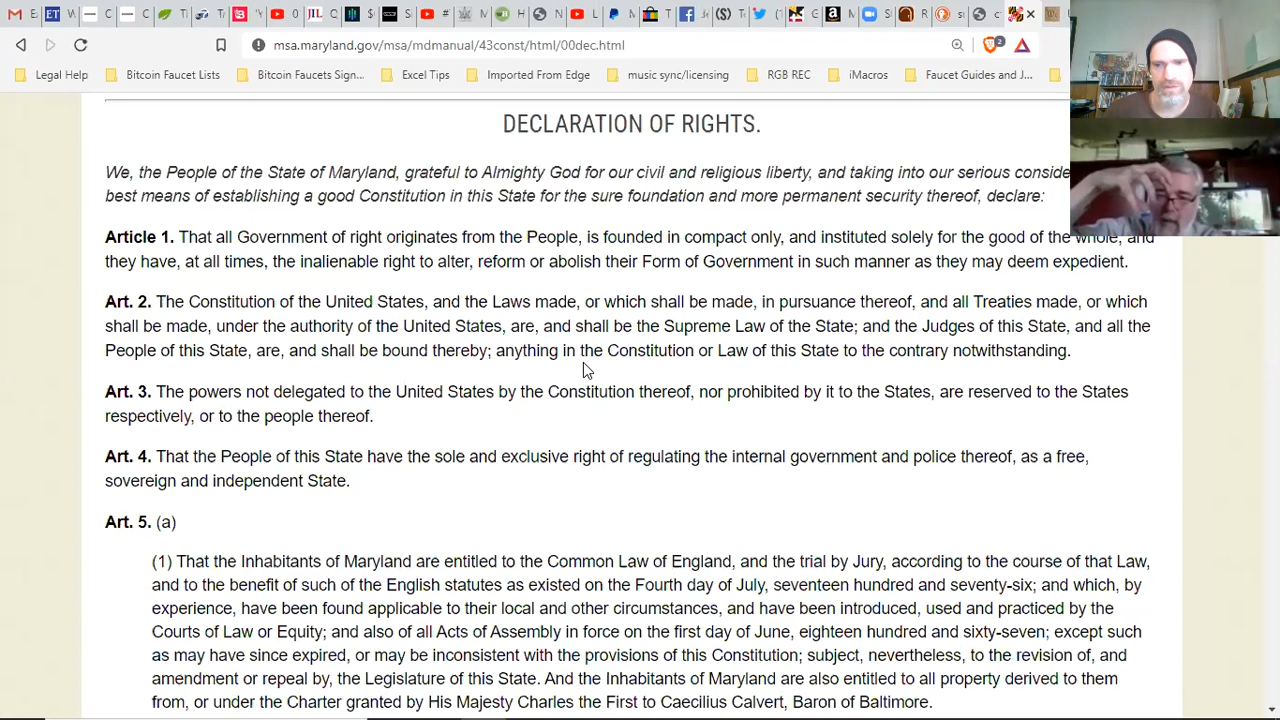 msa.maryland.gov/msa/mdmanual/43const/html/00dec.html
2
Legal Help
Bitcoin Faucet Lists
Bitcoin Faucets Sign...
Excel Tips
Imported From Edge
music sync/licensing
RGB REC
iMacros
Faucet Guides and J...
DECLARATION OF RIGHTS.
We, the People of the State of Maryland, grateful to Almighty God for our civil and religious liberty, and taking into our serious conside
best means of establishing a good Constitution in this State for the sure foundation and more permanent security thereof, declare:
Article 1. That all Government of right originates from the People, is founded in compact only, and instituted solely for the good of the whole; and
they have, at all times, the inalienable right to alter, reform or abolish their Form of Government in such manner as they may deem expedient.
Art. 2. The Constitution of the United States, and the Laws made, or which shall be made, in pursuance thereof, and all Treaties made, or which
shall be made, under the authority of the United States, are, and shall be the Supreme Law of the State; and the Judges of this State, and all the
People of this State, are, and shall be bound thereby; anything in the Constitution or Law of this State to the contrary notwithstanding.
Art. 3. The powers not delegated to the United States by the Constitution thereof, nor prohibited by it to the States, are reserved to the States
respectively, or to the people thereof.
Art. 4. That the People of this State have the sole and exclusive right of regulating the internal government and police thereof, as a free,
sovereign and independent State.
Art. 5. (a)
(1) That the Inhabitants of Maryland are entitled to the Common Law of England, and the trial by Jury, according to the course of that Law,
and to the benefit of such of the English statutes as existed on the Fourth day of July, seventeen hundred and seventy-six; and which, by
experience, have been found applicable to their local and other circumstances, and have been introduced, used and practiced by the
Courts of Law or Equity; and also of all Acts of Assembly in force on the first day of June, eighteen hundred and sixty-seven; except such
as may have since expired, or may be inconsistent with the provisions of this Constitution; subject, nevertheless, to the revision of, and
amendment or repeal by, the Legislature of this State. And the Inhabitants of Maryland are also entitled to all property derived to them
from, or under the Charter granted by His Majesty Charles the First to Caecilius Calvert, Baron of Baltimore.